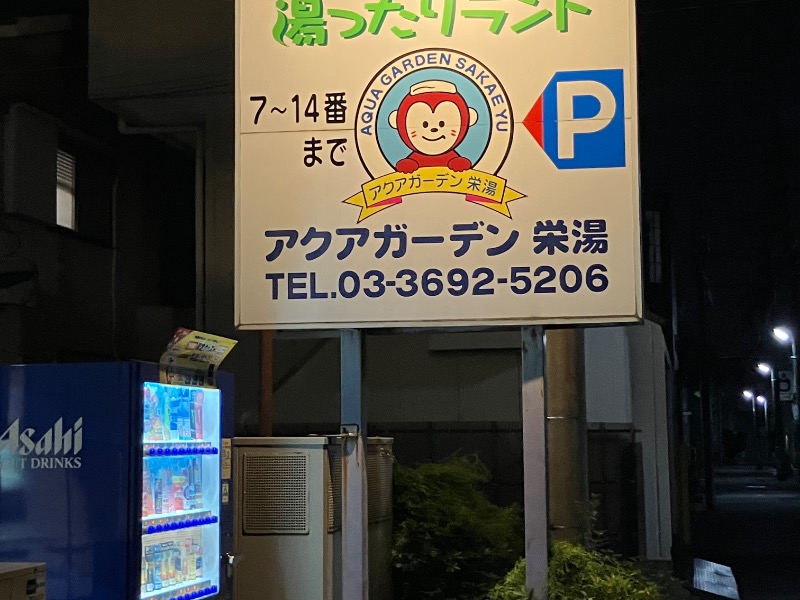 湯ったりランド
7〜14番
まで
AQUA GARDEN SAKAE YU
アクアガーデン 栄湯
P
アクアガーデン 栄湯
TEL.03-3692-5206
Asahi
DRINKS